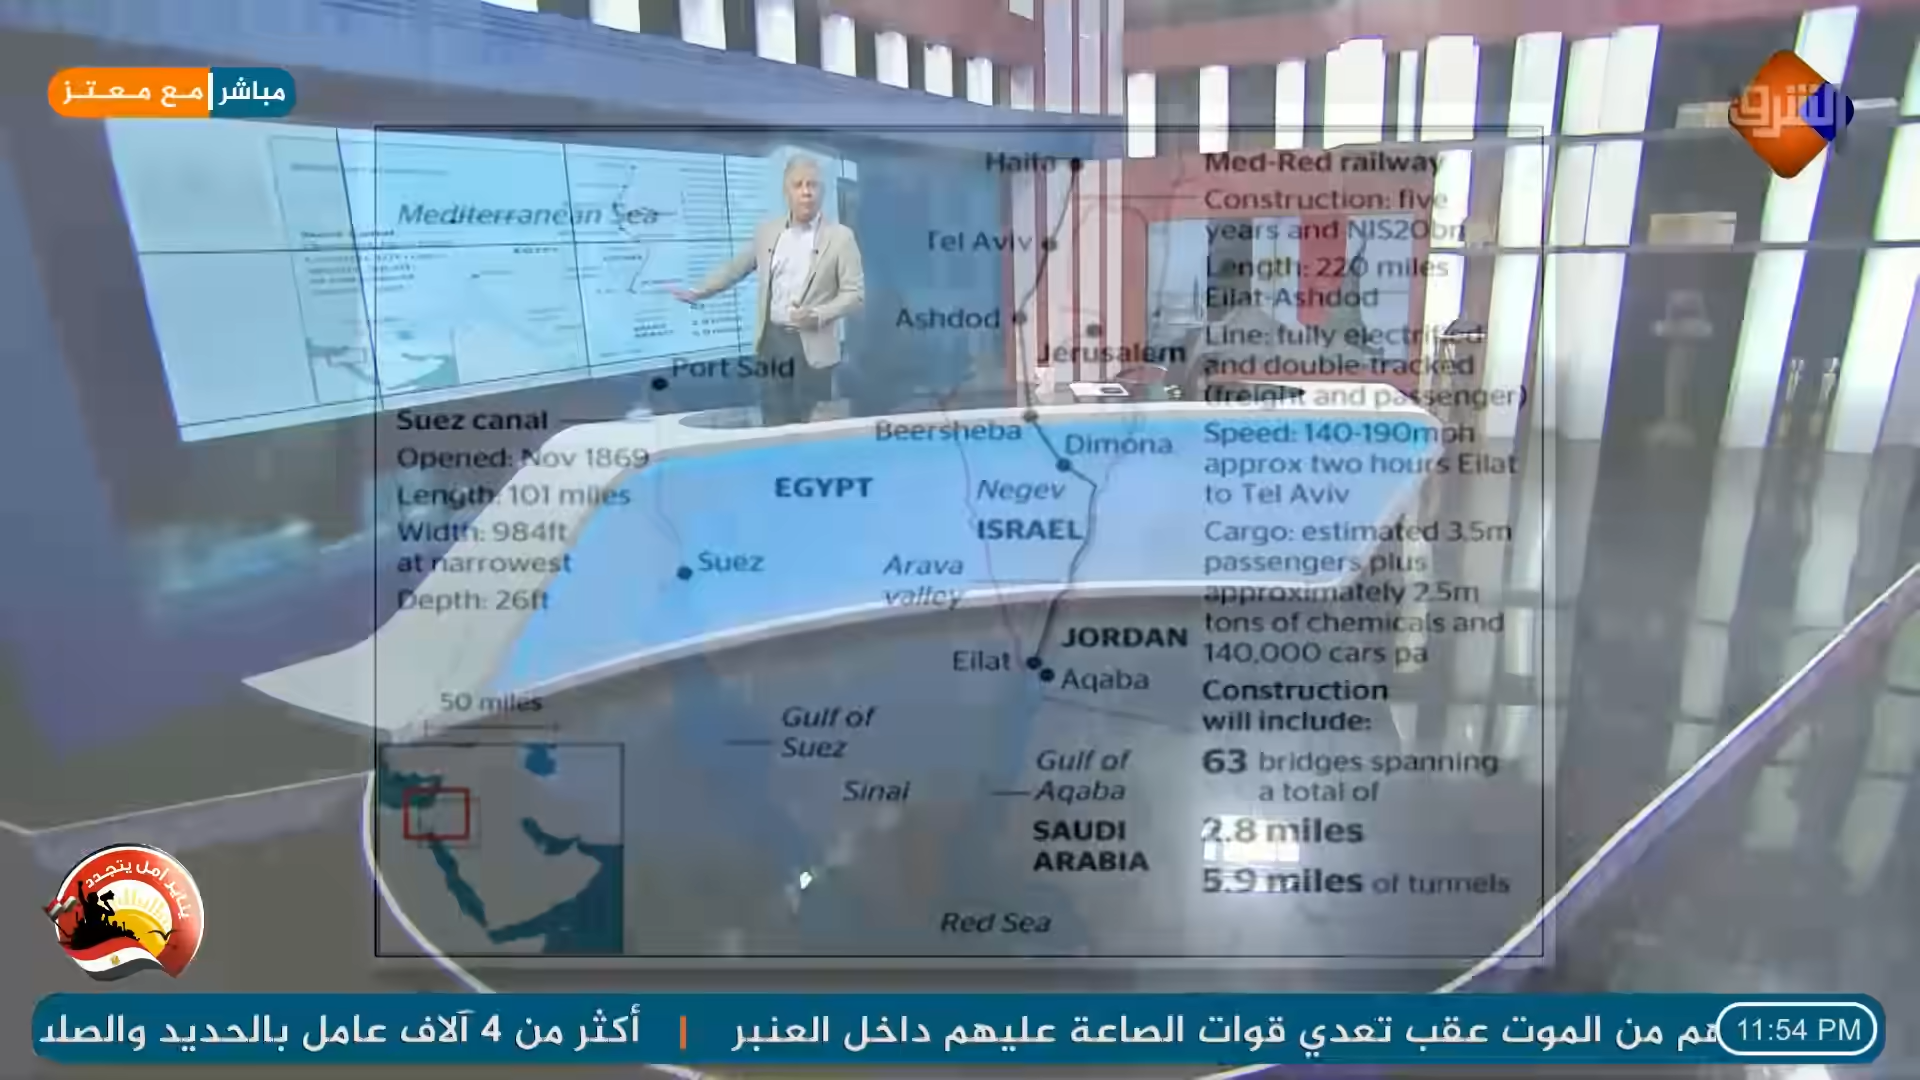 مباشر مع معتز
الشرق
Haifa
Med-Red railway
Construction: five
years and NIS20bn
Length: 220 miles
Eilat-Ashdod
Line: fully electrified
and double-tracked
(freight and passenger)
Speed: 140-190mph
approx two hours Eilat
to Tel Aviv
Cargo: estimated 3.5m
passengers plus
approximately 2.5m
tons of chemicals and
140,000 cars pa
Construction
will include:
63 bridges spanning
a total of
2.8 miles
5.9 miles of tunnels
Mediterranean Sea
Tel Aviv
Ashdod
Jerusalem
Port Said
Suez canal
Opened: Nov 1869
Length: 101 miles
Width: 984ft
at narrowest
Depth: 26ft
Beersheba
Dimona
EGYPT
Negev
ISRAEL
Suez
Arava
valley
JORDAN
Eilat
Aqaba
50 miles
Gulf of
Suez
Sinai
Gulf of
Aqaba
SAUDI
ARABIA
Red Sea
يناير أمل يتجدد
هم من الموت عقب تعدي قوات الصاعة عليهم داخل العنبر | أكثر من 4 آلاف عامل بالحديد والصلب
11:54 PM